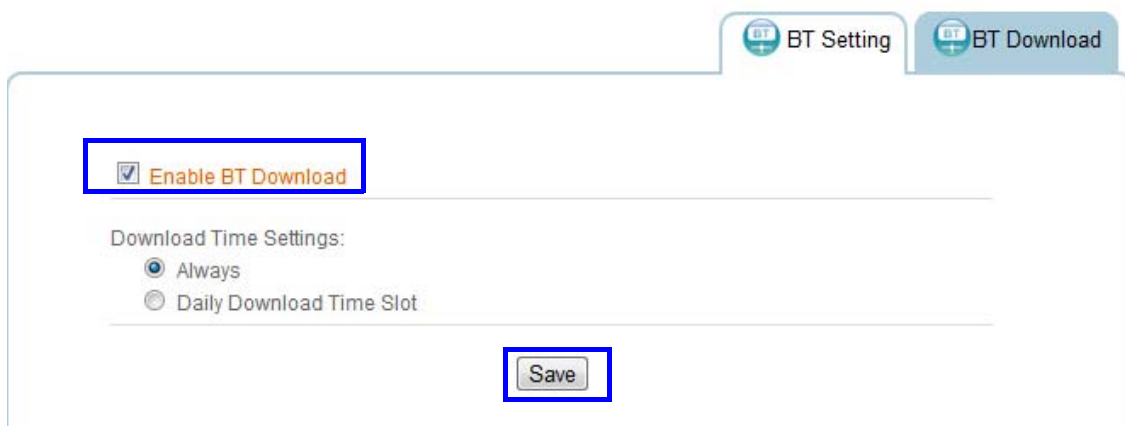 BT BT Setting
BT BT Download
Enable BT Download
Download Time Settings:
Always
Daily Download Time Slot
Save